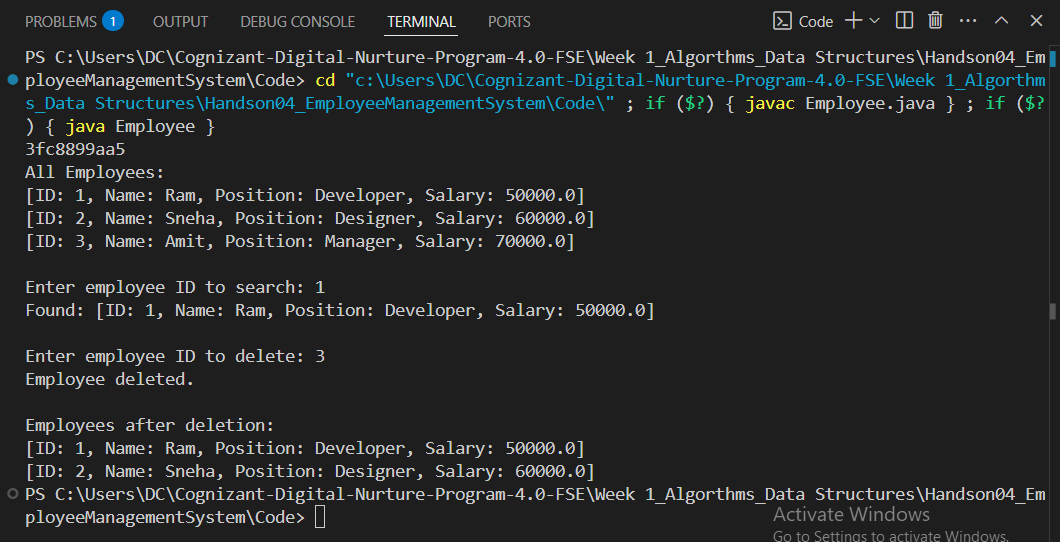 PROBLEMS 1 OUTPUT DEBUG CONSOLE TERMINAL PORTS Code
PS C:\Users\DC\Cognizant-Digital-Nurture-Program-4.0-FSE\Week 1_Algorthms_Data Structures\Handson04_Em
ployeeManagementSystem\Code> cd "c:\Users\DC\Cognizant-Digital-Nurture-Program-4.0-FSE\Week 1_Algorthm
s_Data Structures\Handson04_EmployeeManagementSystem\Code\" ; if ($?) { javac Employee.java } ; if ($?
) { java Employee }
3fc8899aa5
All Employees:
[ID: 1, Name: Ram, Position: Developer, Salary: 50000.0]
[ID: 2, Name: Sneha, Position: Designer, Salary: 60000.0]
[ID: 3, Name: Amit, Position: Manager, Salary: 70000.0]
Enter employee ID to search: 1
Found: [ID: 1, Name: Ram, Position: Developer, Salary: 50000.0]
Enter employee ID to delete: 3
Employee deleted.
Employees after deletion:
[ID: 1, Name: Ram, Position: Developer, Salary: 50000.0]
[ID: 2, Name: Sneha, Position: Designer, Salary: 60000.0]
PS C:\Users\DC\Cognizant-Digital-Nurture-Program-4.0-FSE\Week 1_Algorthms_Data Structures\Handson04_Em
ployeeManagementSystem\Code>
Activate Windows
Go to Settings to activate Windows.